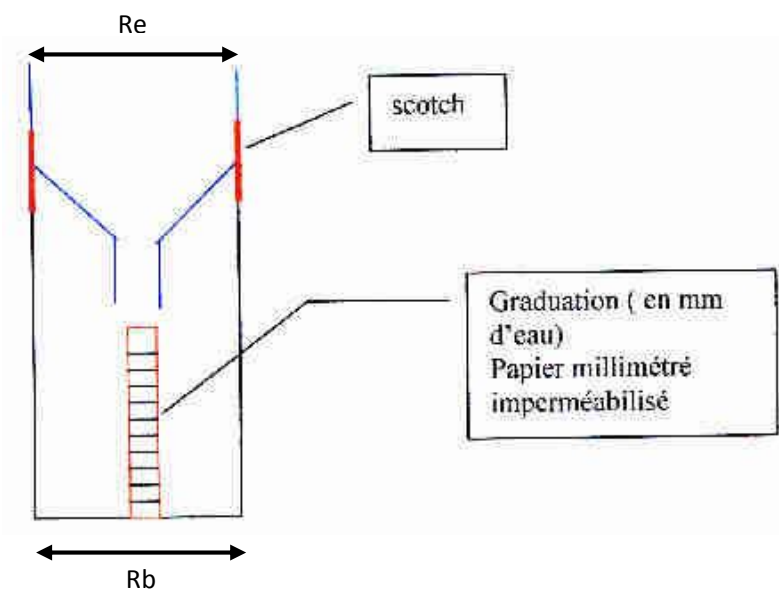 Re
scotch
Graduation ( en mm
d'eau)
Papier millimétré
imperméabilisé
Rb